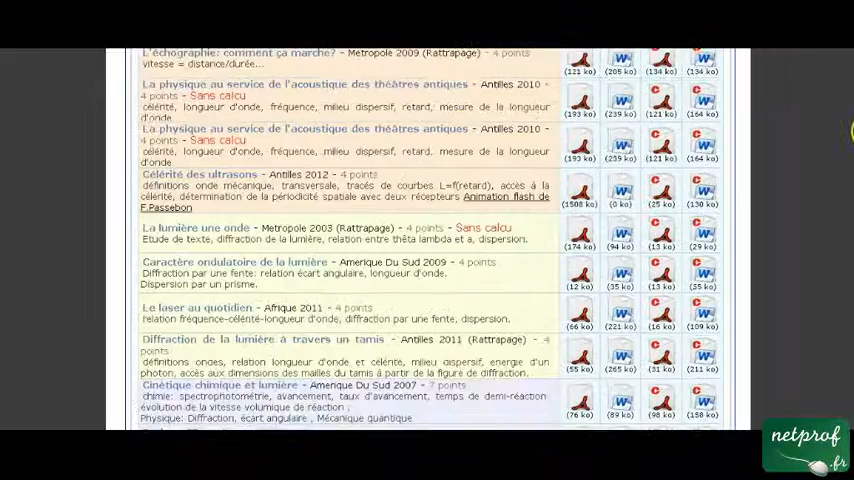 L'échographie: comment ça marche? - Metropole 2009 (Rattrapage) - 4 points
vitesse = distance/durée...
(121 ko) (205 ko) (134 ko) (134 ko)
La physique au service de l'acoustique des théâtres antiques - Antilles 2010 -
4 points - Sans calcu
célérité, longueur d'onde, fréquence, milieu dispersif, retard, mesure de la longueur
d'onde
(193 ko) (239 ko) (121 ko) (164 ko)
La physique au service de l'acoustique des théâtres antiques - Antilles 2010 -
4 points - Sans calcu
célérité, longueur d'onde, fréquence, milieu dispersif, retard, mesure de la longueur
d'onde
(193 ko) (239 ko) (121 ko) (164 ko)
Célérité des ultrasons - Antilles 2012 - 4 points
définitions onde mécanique, transversale, tracés de courbes L=f(retard), accès à la
célérité, détermination de la périodicité spatiale avec deux récepteurs Animation flash de
F.Passebon
(1508 ko) (0 ko) (25 ko) (130 ko)
La lumière une onde - Metropole 2003 (Rattrapage) - 4 points - Sans calcu
Etude de texte, diffraction de la lumière, relation entre thêta lambda et a, dispersion.
(174 ko) (94 ko) (13 ko) (29 ko)
Caractère ondulatoire de la lumière - Amerique Du Sud 2009 - 4 points
Diffraction par une fente: relation écart angulaire, longueur d'onde.
Dispersion par un prisme.
(12 ko) (35 ko) (13 ko) (35 ko)
Le laser au quotidien - Afrique 2011 - 4 points
relation fréquence-célérité-longueur d'onde, diffraction par une fente, dispersion.
(66 ko) (221 ko) (16 ko) (109 ko)
Diffraction de la lumière à travers un tamis - Antilles 2011 (Rattrapage) - 4
points
définitions ondes, relation longueur d'onde et célérité, milieu dispersif, energie d'un
photon, accès aux dimensions des mailles du tamis à partir de la figure de diffraction.
(55 ko) (265 ko) (31 ko) (211 ko)
Cinétique chimique et lumière - Amerique Du Sud 2007 - 7 points
chimie: spectrophotométrie, avancement, taux d'avancement, temps de demi-réaction
évolution de la vitesse volumique de réaction .
Physique: Diffraction, écart angulaire , Mécanique quantique
(76 ko) (89 ko) (98 ko) (158 ko)
netprof
.fr